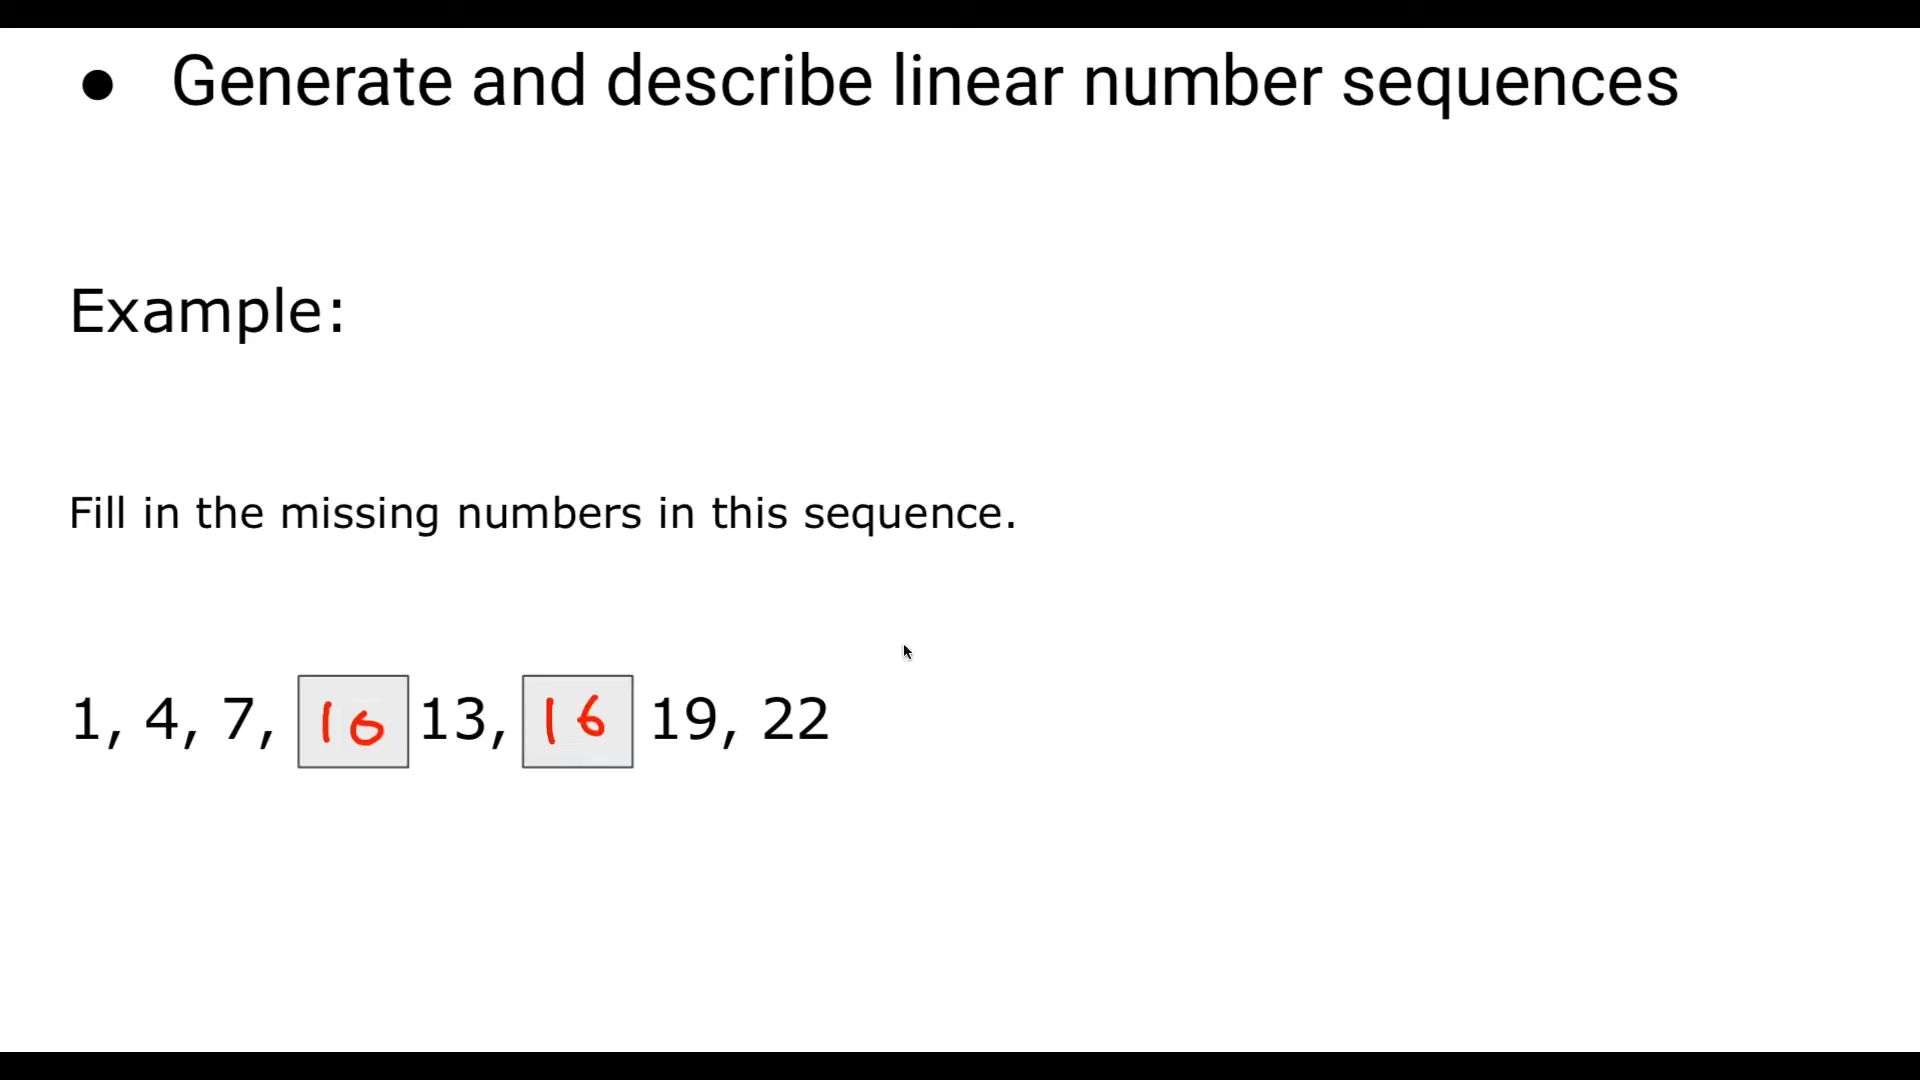 ● Generate and describe linear number sequences
Example:
Fill in the missing numbers in this sequence.
1, 4, 7, 10 13, 16 19, 22